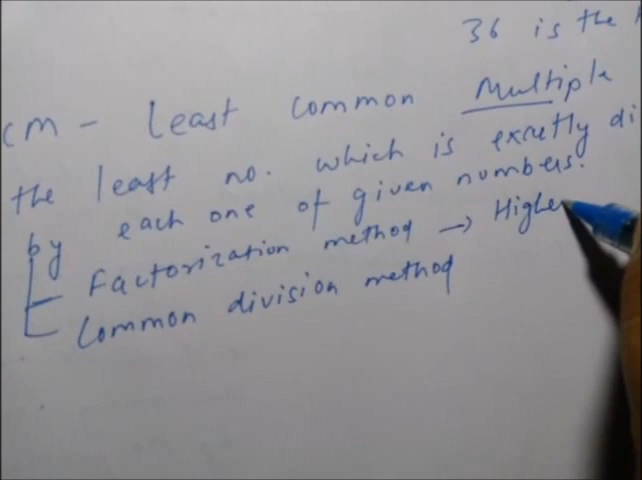 36 is the
CM - Least common Multiple
the least no. which is exactly di
by each one of given numbers.
Factorization method → Highe
Common division method